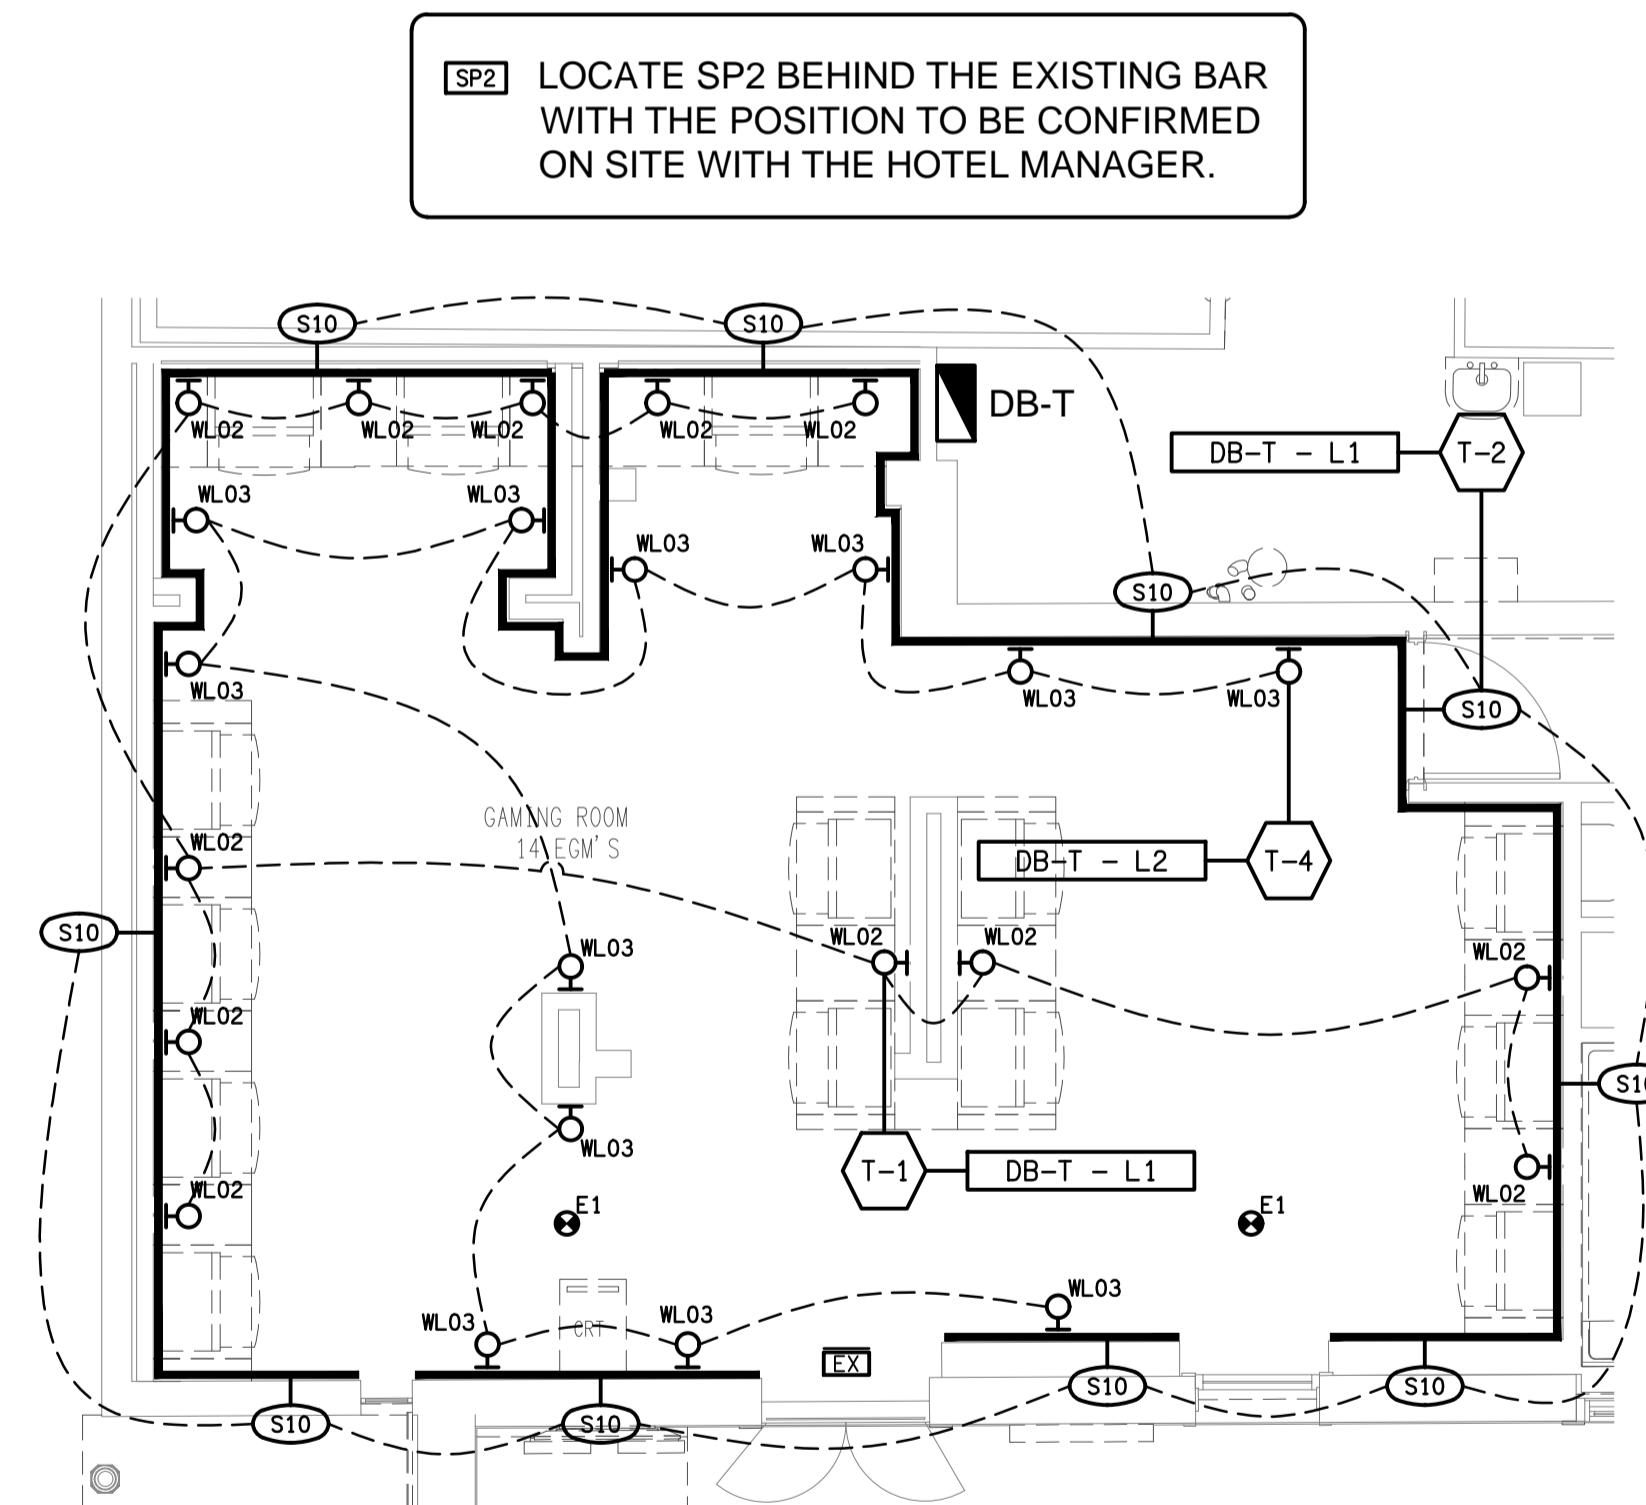 SP2 LOCATE SP2 BEHIND THE EXISTING BAR
WITH THE POSITION TO BE CONFIRMED
ON SITE WITH THE HOTEL MANAGER.
S10 S10
DB-T
WL02 WL02 WL02 WL02 WL02
DB-T - L1 T-2
WL03 WL03
WL03 WL03
S10
WL03 WL03 WL03
S10
GAMING ROOM
14 EGM'S
WL02
DB-T - L2 T-4
S10
WL02 WL02
WL03 WL02
WL02
S10
WL03
T-1 DB-T - L1
WL02 WL02
E1 E1
WL03 WL03 WL03
CRT
EX
S10 S10
S10 S10